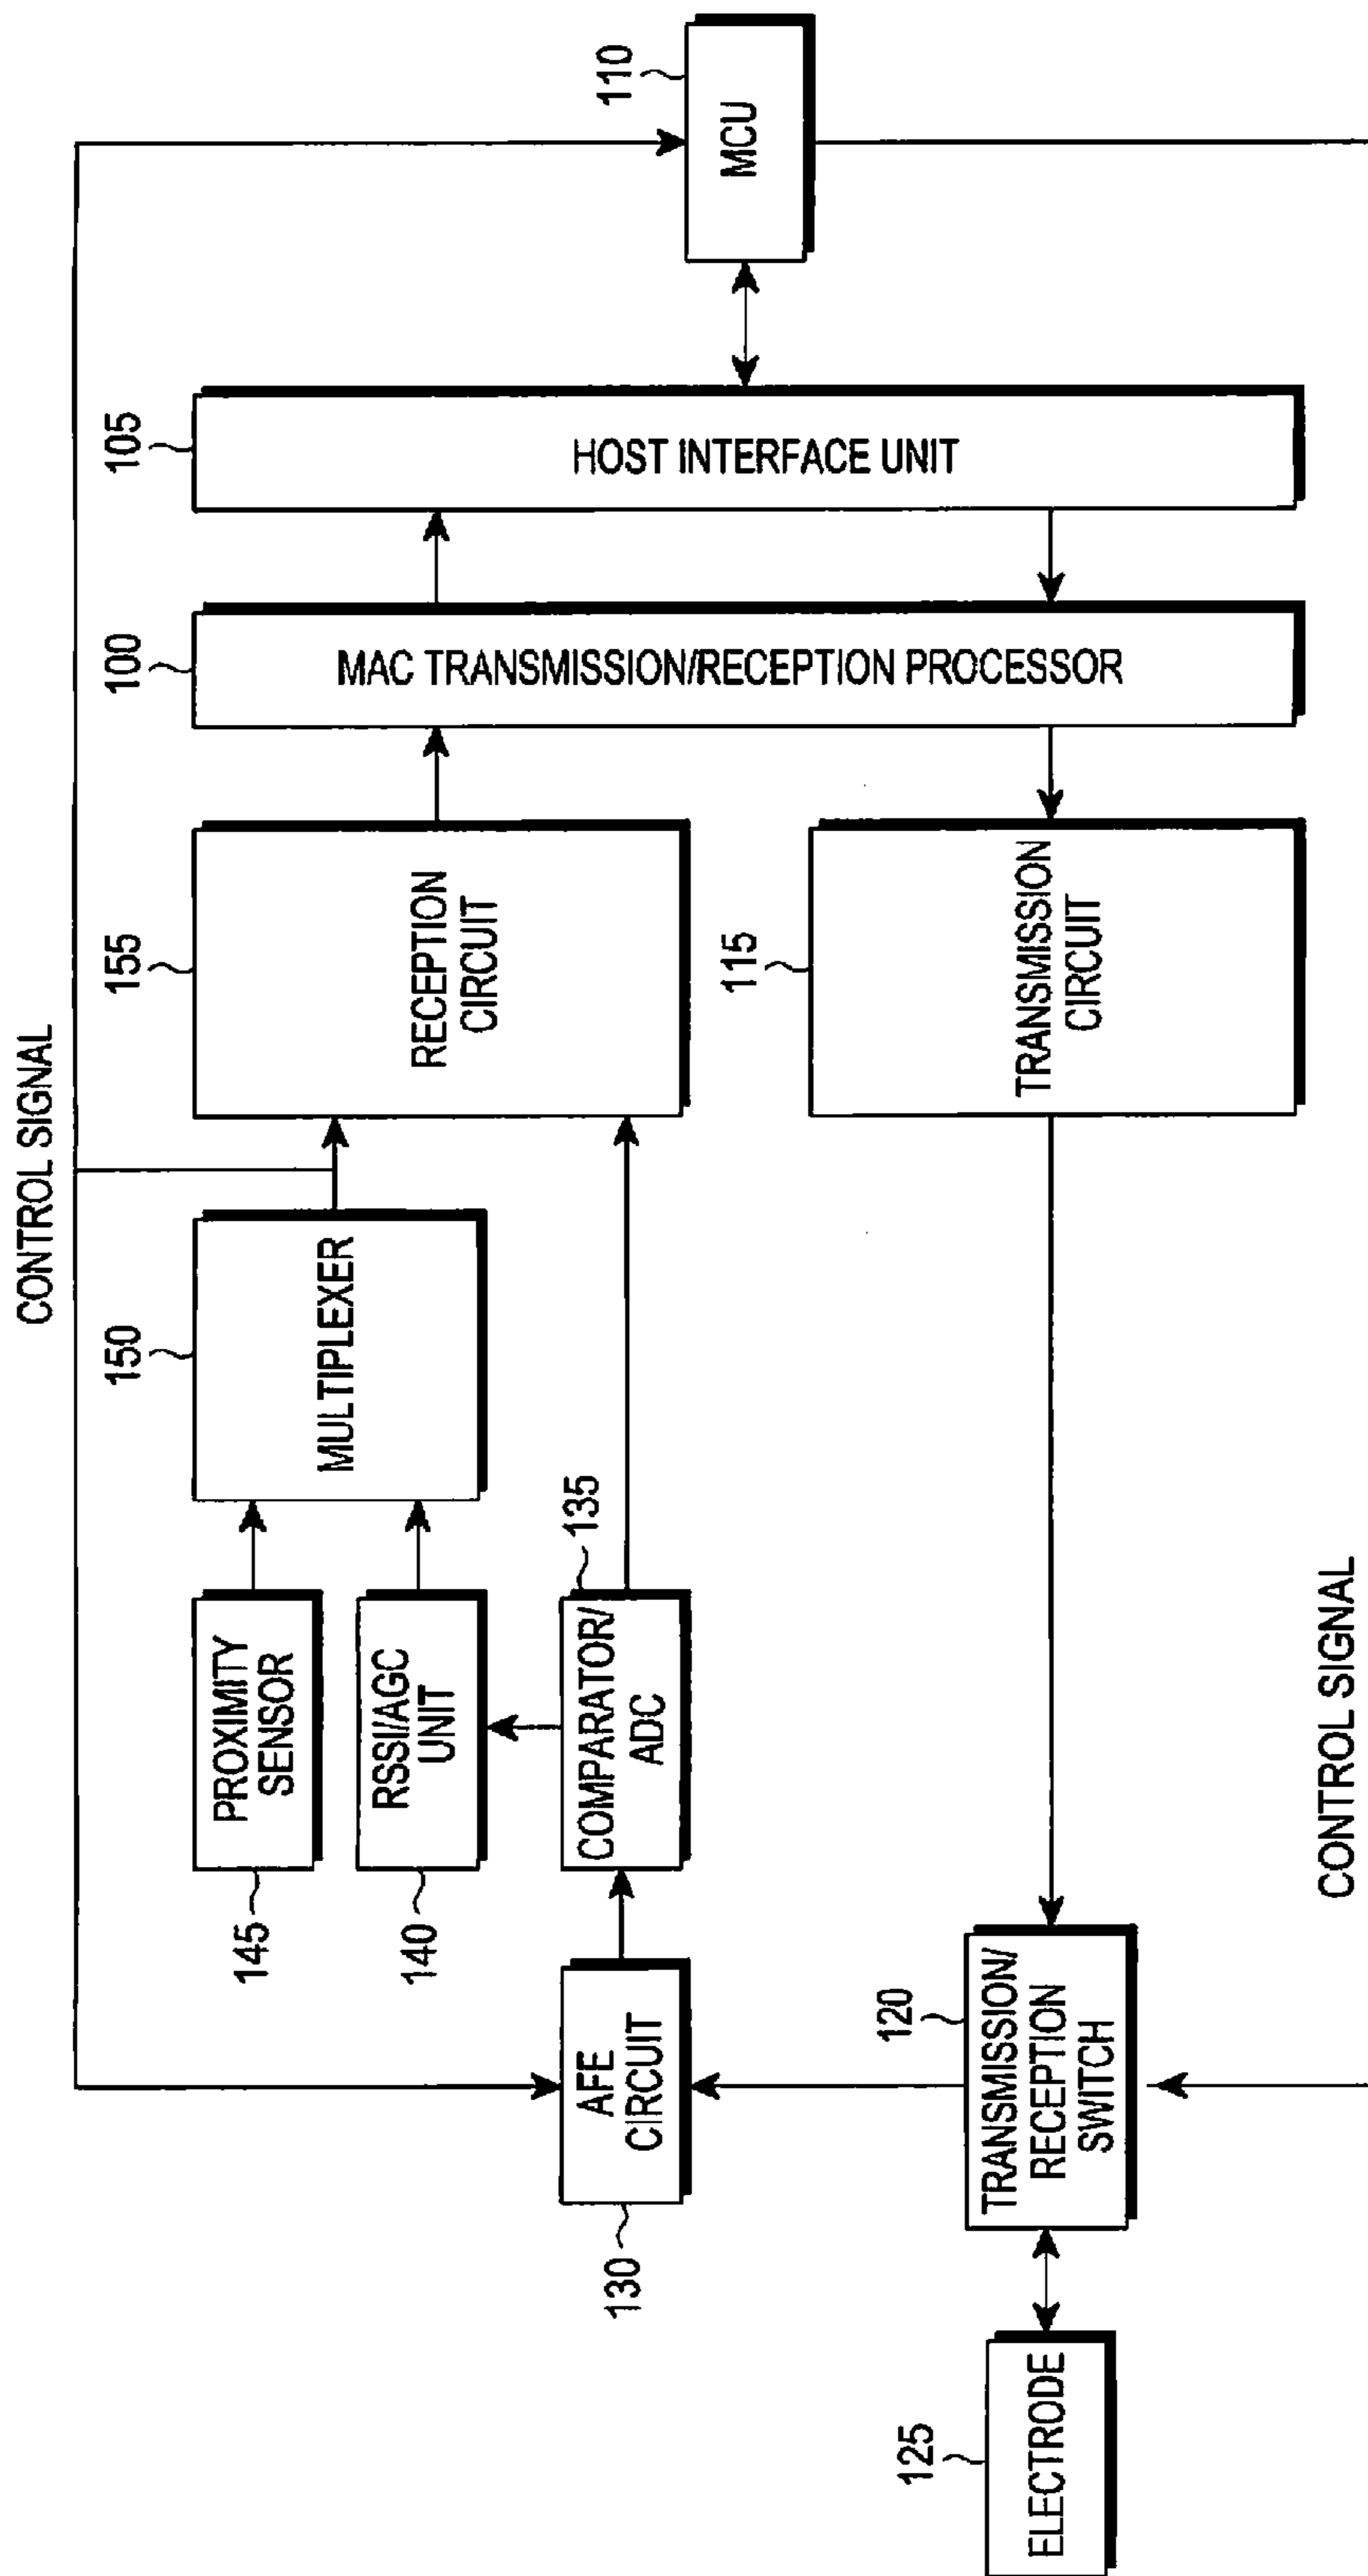 CONTROL SIGNAL
145
PROXIMITY
SENSOR
150
MULTIPLEXER
155
RECEPTION
CIRCUIT
100
MAC TRANSMISSION/RECEPTION PROCESSOR
105
HOST INTERFACE UNIT
110
MCU
140
RSSI/AGC
UNIT
130
AFE
CIRCUIT
135
COMPARATOR/
ADC
115
TRANSMISSION
CIRCUIT
125
ELECTRODE
120
TRANSMISSION/
RECEPTION
SWITCH
CONTROL SIGNAL